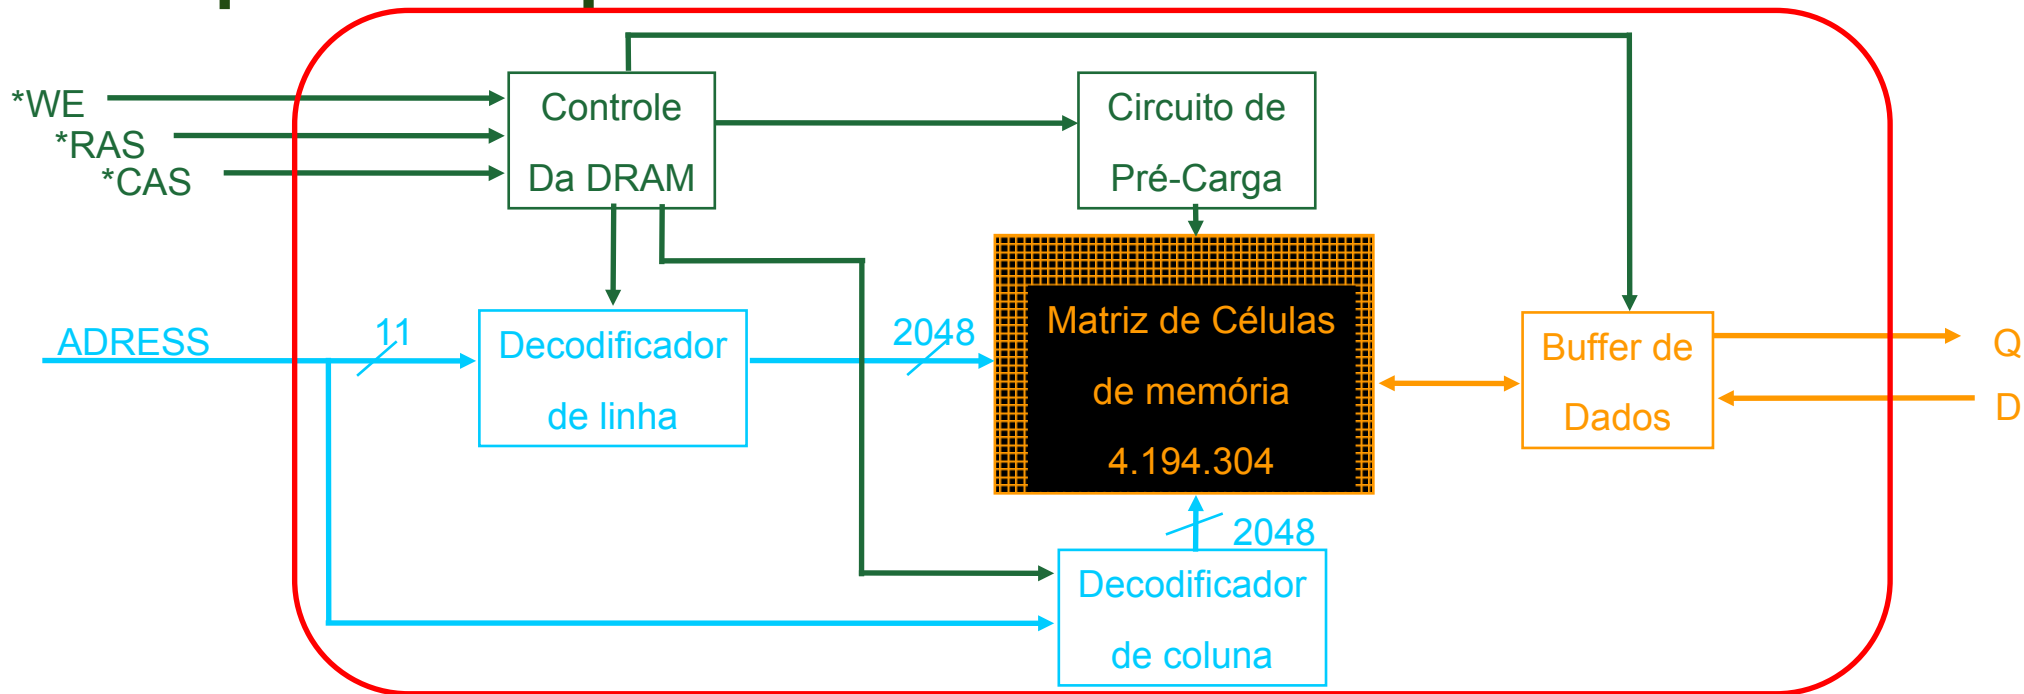 *WE
*RAS
*CAS
Controle
Da DRAM
Circuito de
Pré-Carga
ADRESS
11
Decodificador
de linha
2048
Matriz de Células
de memória
4.194.304
Buffer de
Dados
Q
D
2048
Decodificador
de coluna